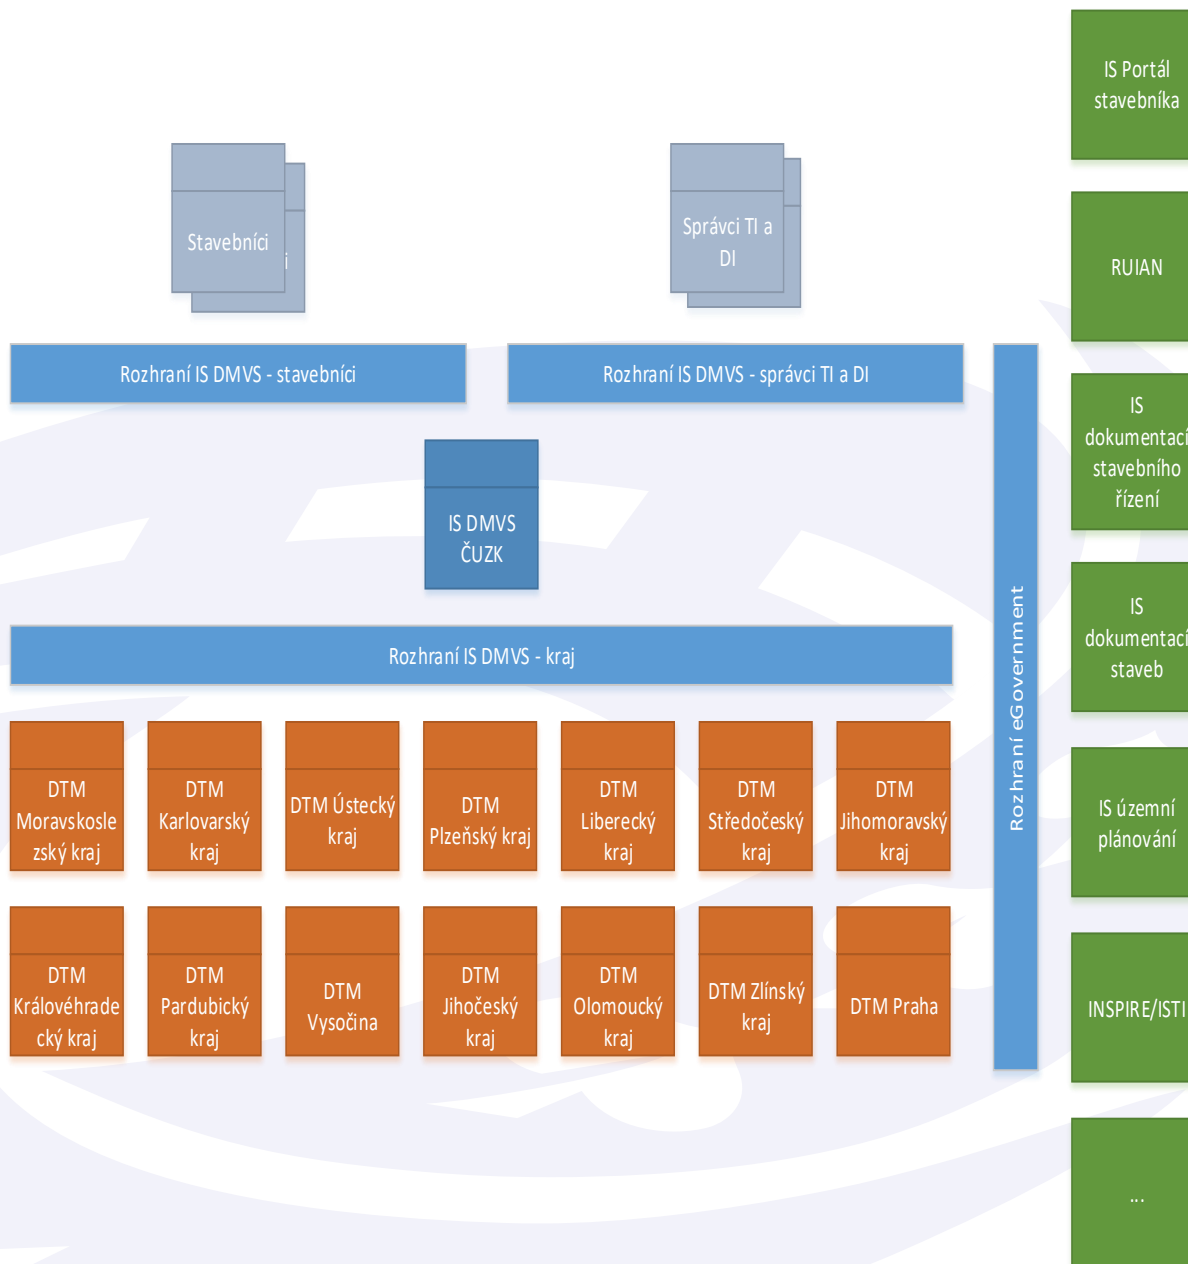 IS Portál
stavebníka
Stavebníci
i
Správci TI a
DI
RUIAN
Rozhraní IS DMVS - stavebníci
Rozhraní IS DMVS - správci TI a DI
IS
dokumentací
stavebního
řízení
IS DMVS
ČUZK
IS
dokumentací
staveb
Rozhraní IS DMVS - kraj
Rozhraní eGovernment
DTM
Moravskosle
zský kraj
DTM
Karlovarský
kraj
DTM Ústecký
kraj
DTM
Plzeňský kraj
DTM
Liberecký
kraj
DTM
Středočeský
kraj
DTM
Jihomoravský
kraj
IS územní
plánování
DTM
Královéhrade
cký kraj
DTM
Pardubický
kraj
DTM
Vysočina
DTM
Jihočeský
kraj
DTM
Olomoucký
kraj
DTM Zlínský
kraj
DTM Praha
INSPIRE/ISTI
...